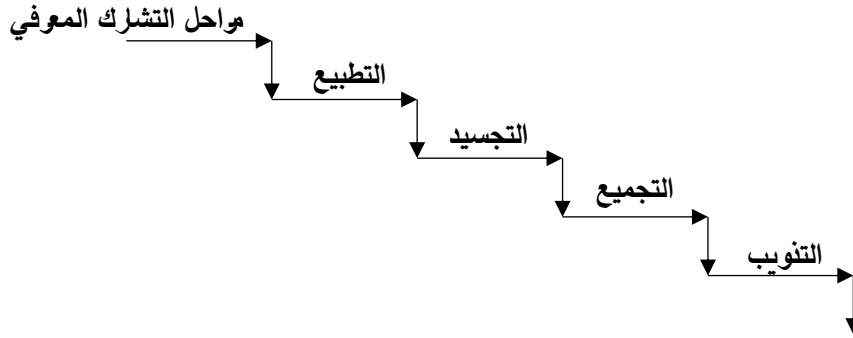 مراحل التشارك المعرفي
التطبيع
التجسيد
التجميع
التنويب